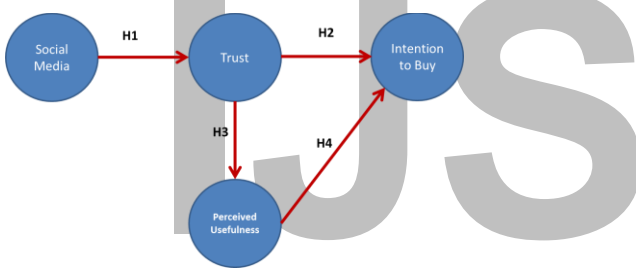 H1
H2
Social
Media
Trust
Intention
to Buy
H3
H4
Perceived
Usefulness
IJS